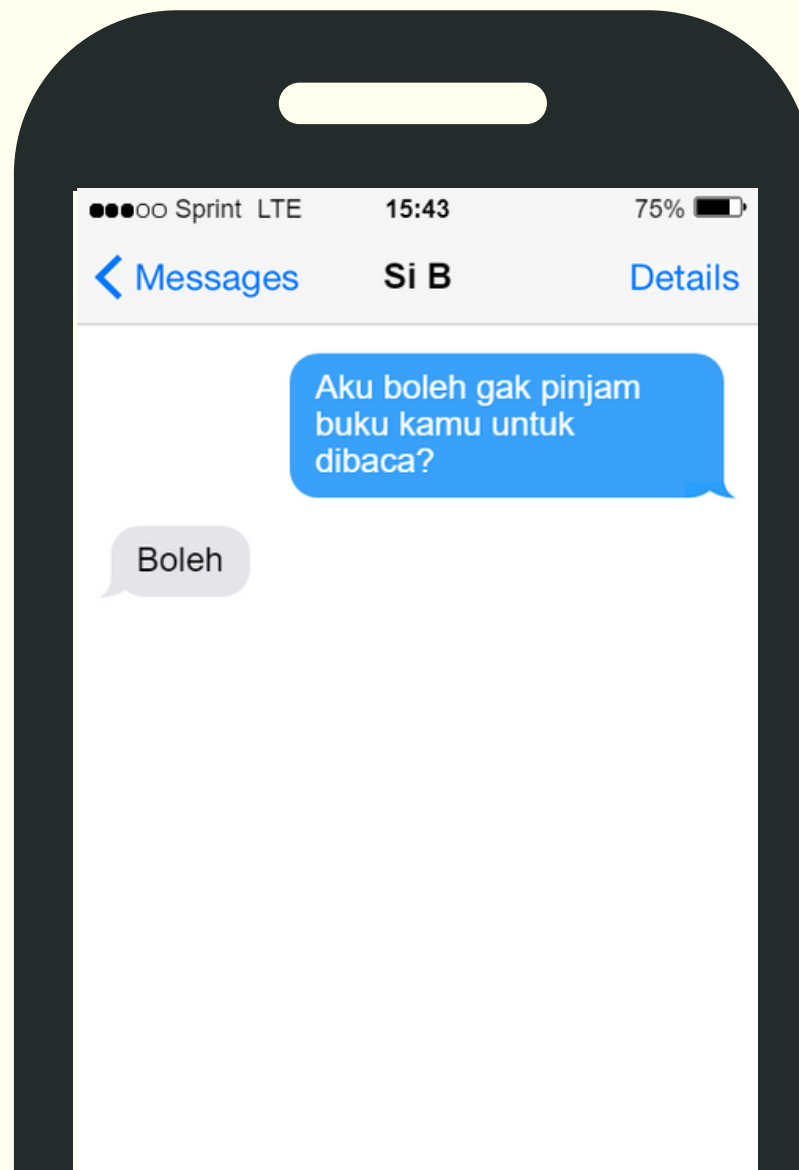 Sprint LTE 15:43 75%
Messages Si B Details
Aku boleh gak pinjam
buku kamu untuk
dibaca?
Boleh